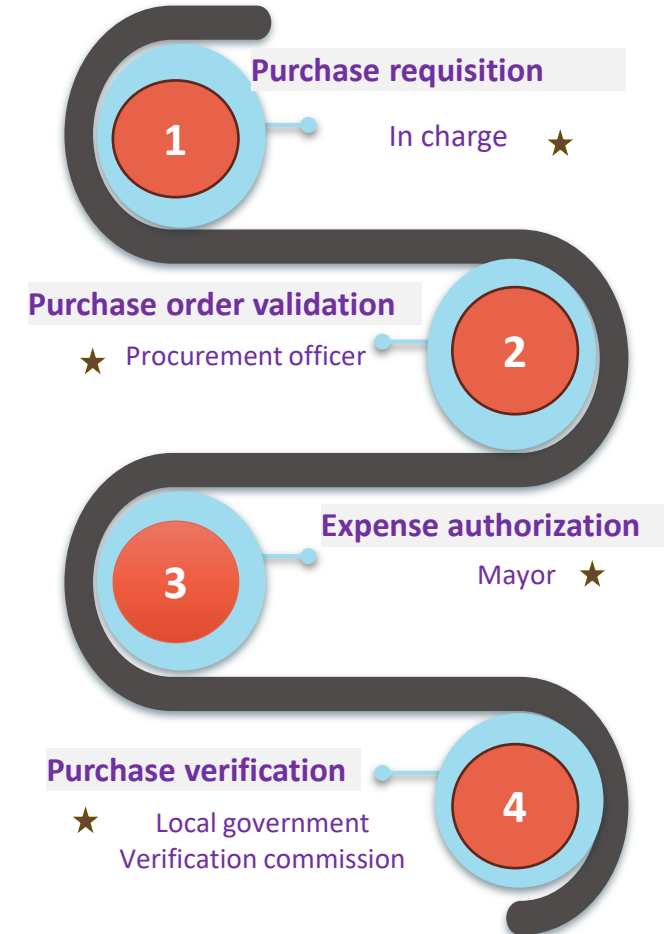 1
Purchase requisition
In charge
Purchase order validation
Procurement officer
2
Expense authorization
3
Mayor
Purchase verification
4
Local government
Verification commission